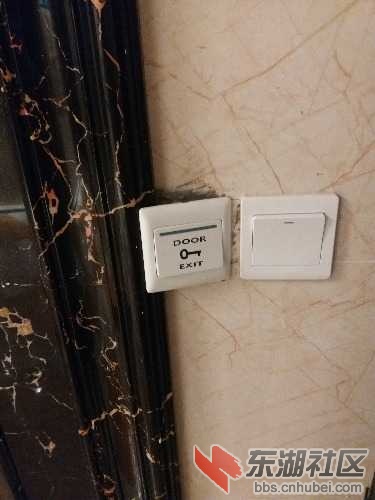 DOOR
EXIT
东湖社区
bbs.cnhubei.com